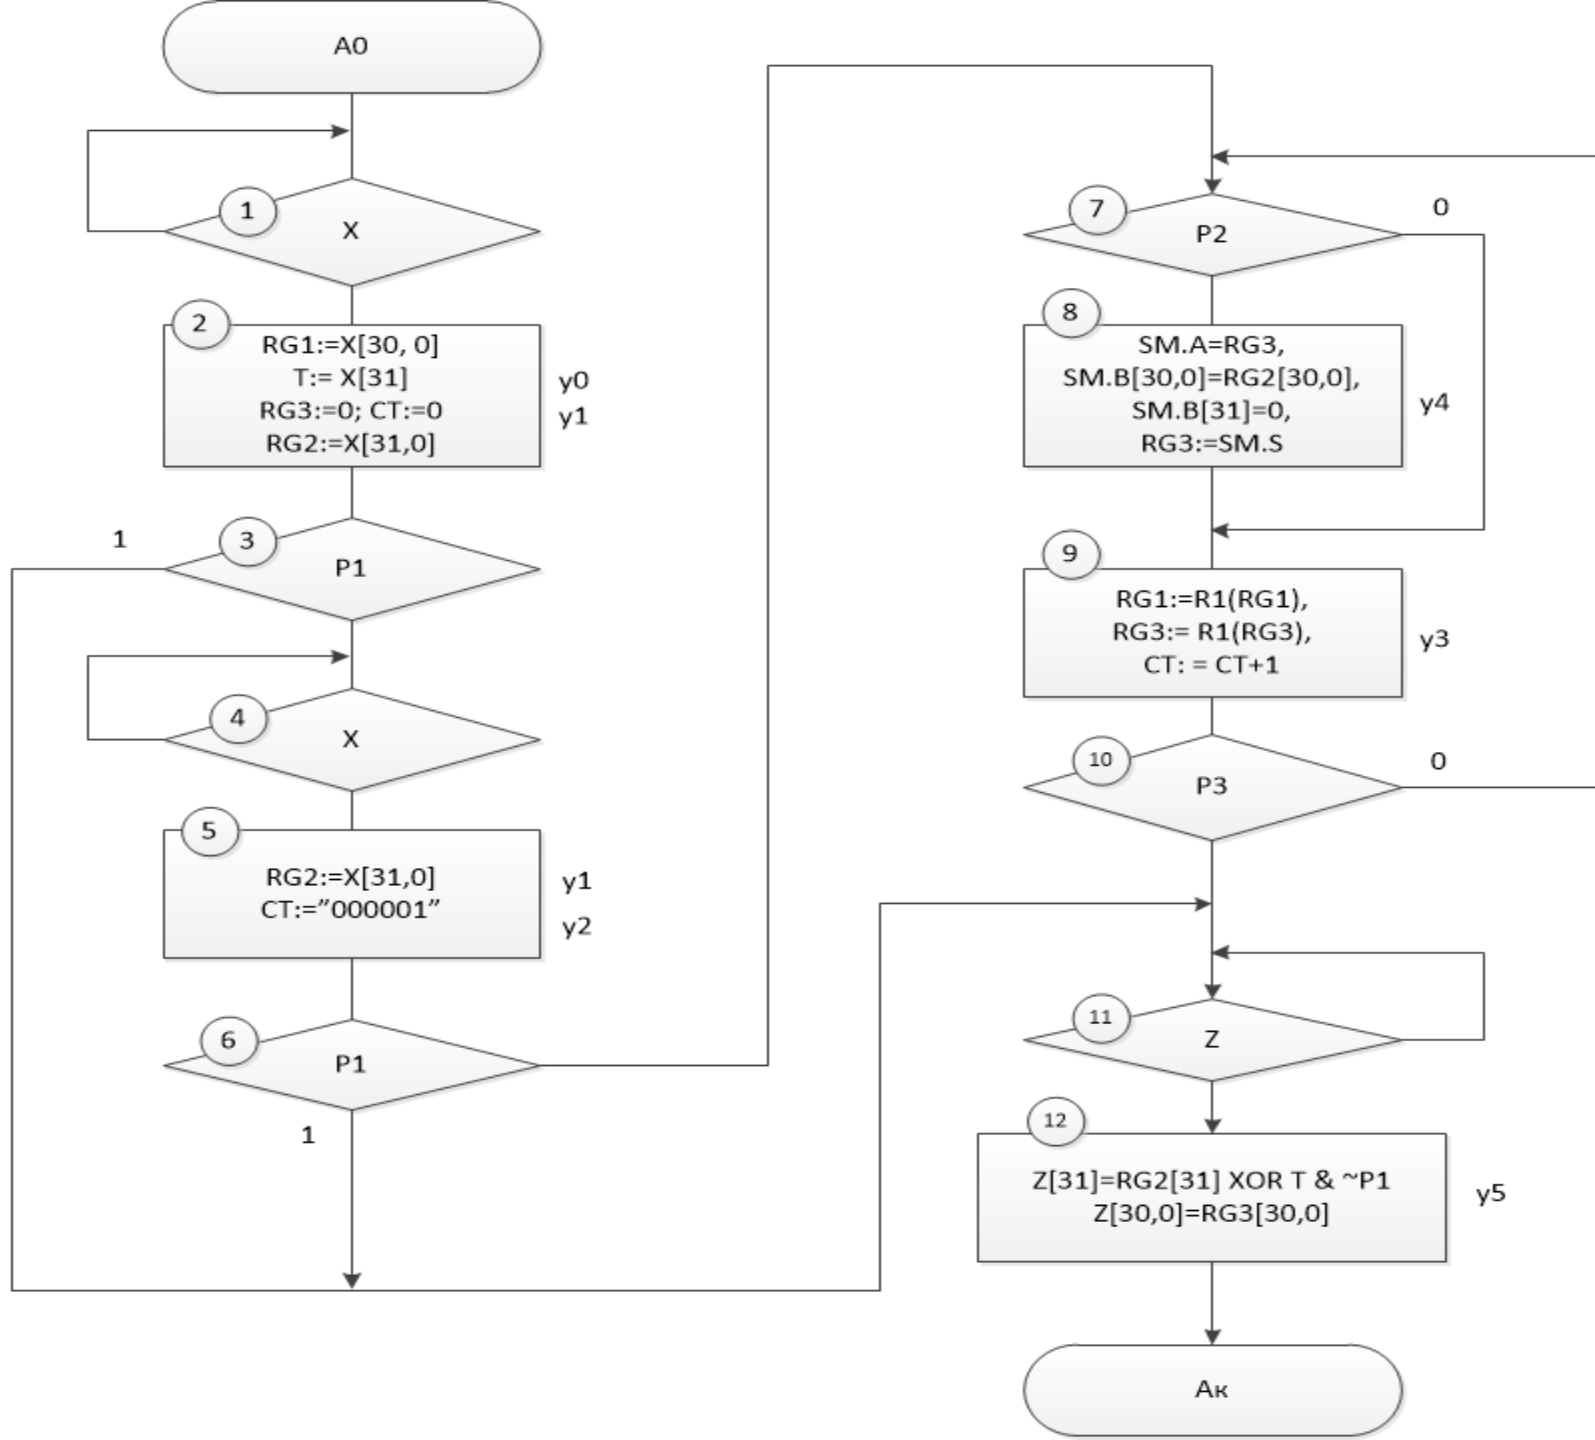 A0
1
X
2
RG1:=X[30, 0]
T:= X[31]
RG3:=0; CT:=0
RG2:=X[31,0]
y0
y1
1
3
P1
4
X
5
RG2:=X[31,0]
CT:=”000001”
y1
y2
6
P1
1
7
P2
0
8
SM.A=RG3,
SM.B[30,0]=RG2[30,0],
SM.B[31]=0,
RG3:=SM.S
y4
9
RG1:=R1(RG1),
RG3:= R1(RG3),
CT: = CT+1
y3
10
P3
0
11
Z
12
Z[31]=RG2[31] XOR T & ~P1
Z[30,0]=RG3[30,0]
y5
Ак